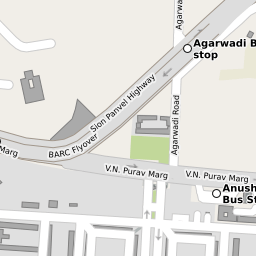 Agarwadi B
stop
Sion Panvel Highway
Agarwadi Road
BARC Flyover
Marg
V.N. Purav Marg
V.N. Purav Marg
Anush
Bus St